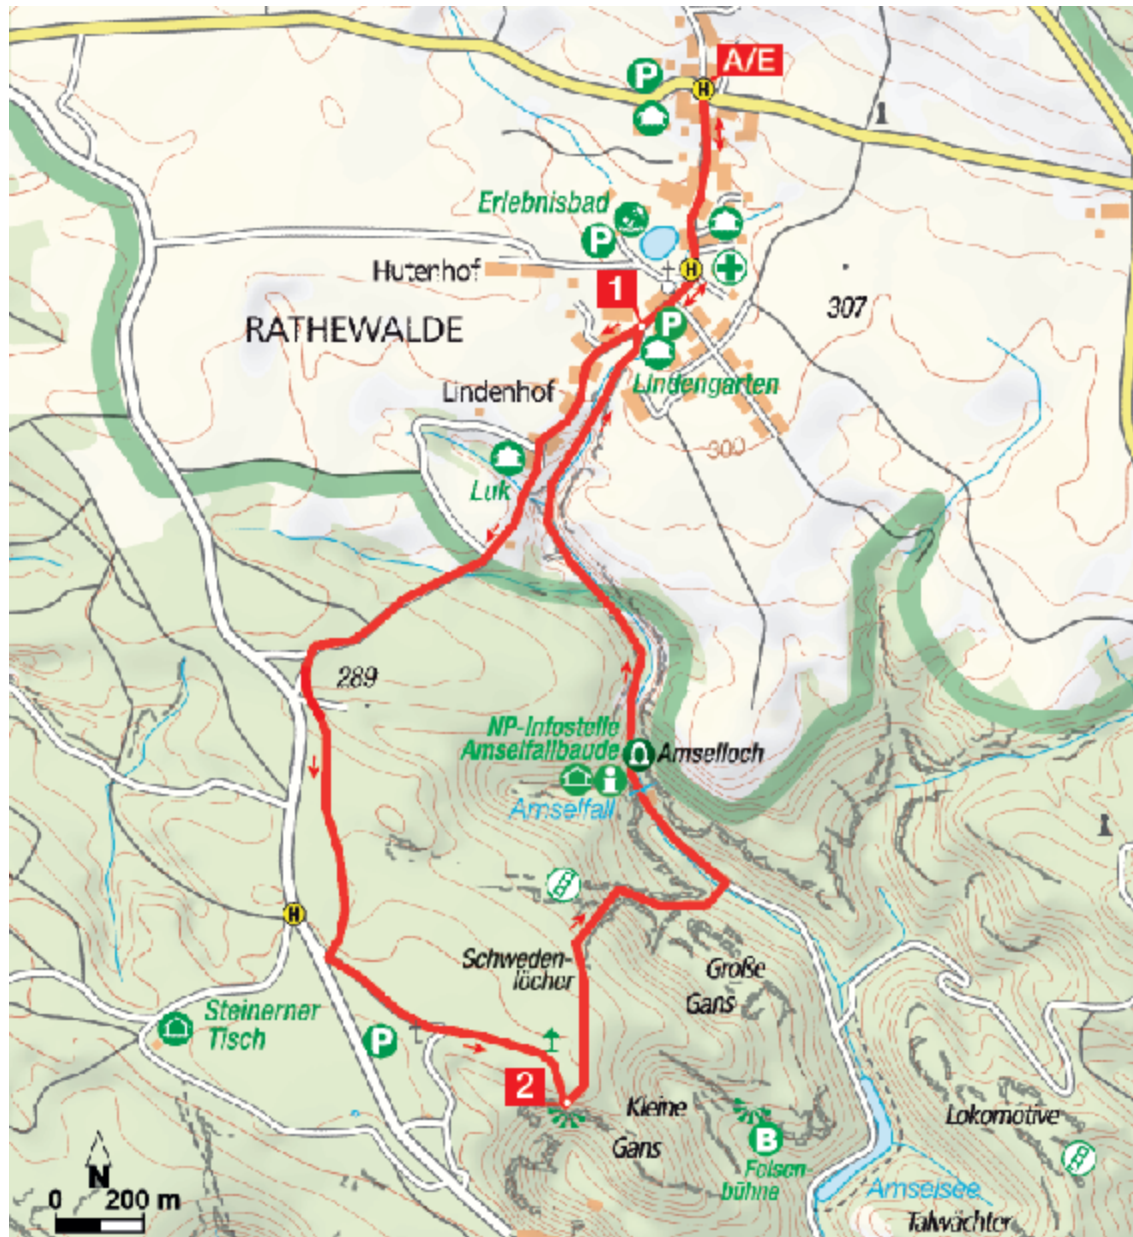 A/E
P
H
Erlebnisbad
P
H
Hutenhof
1
307
RATHEWALDE
P
Lindengarten
Lindenhof
300
Luk
289
NP-Infostelle
Amselfallbaude
Amselloch
i
Amselfall
H
Schweden-
löcher
Große
Gans
Steinerner
Tisch
P
2
Kleine
Gans
Lokomotive
B
Felsen-
bühne
N
Amselsee
0 200 m
Talwächter